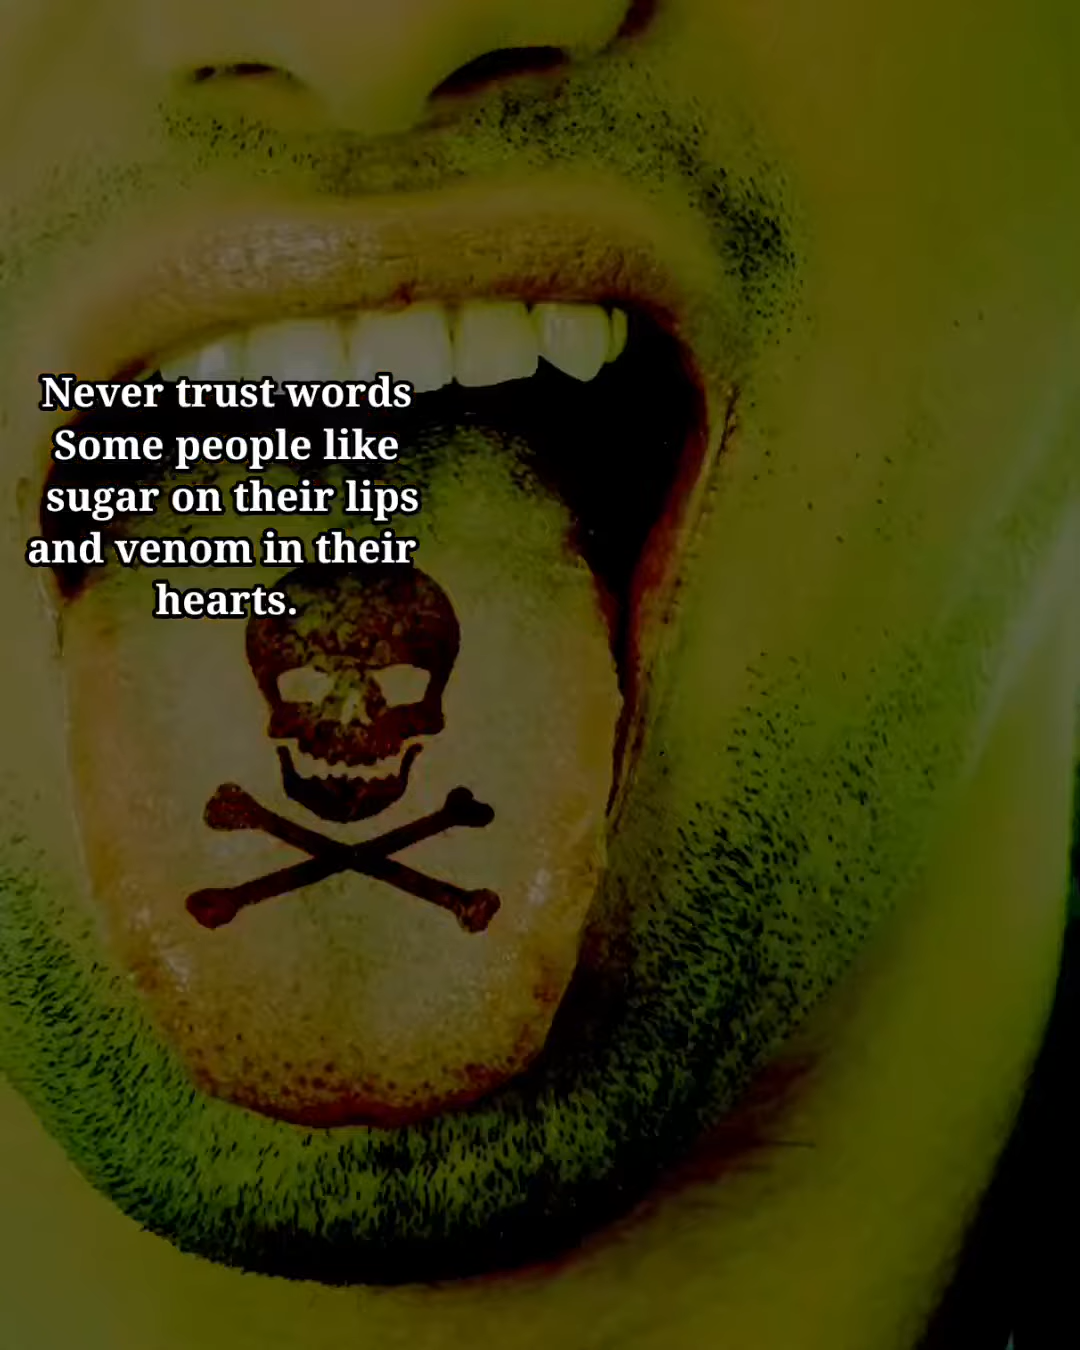 Never trust words
Some people like
sugar on their lips
and venom in their
hearts.